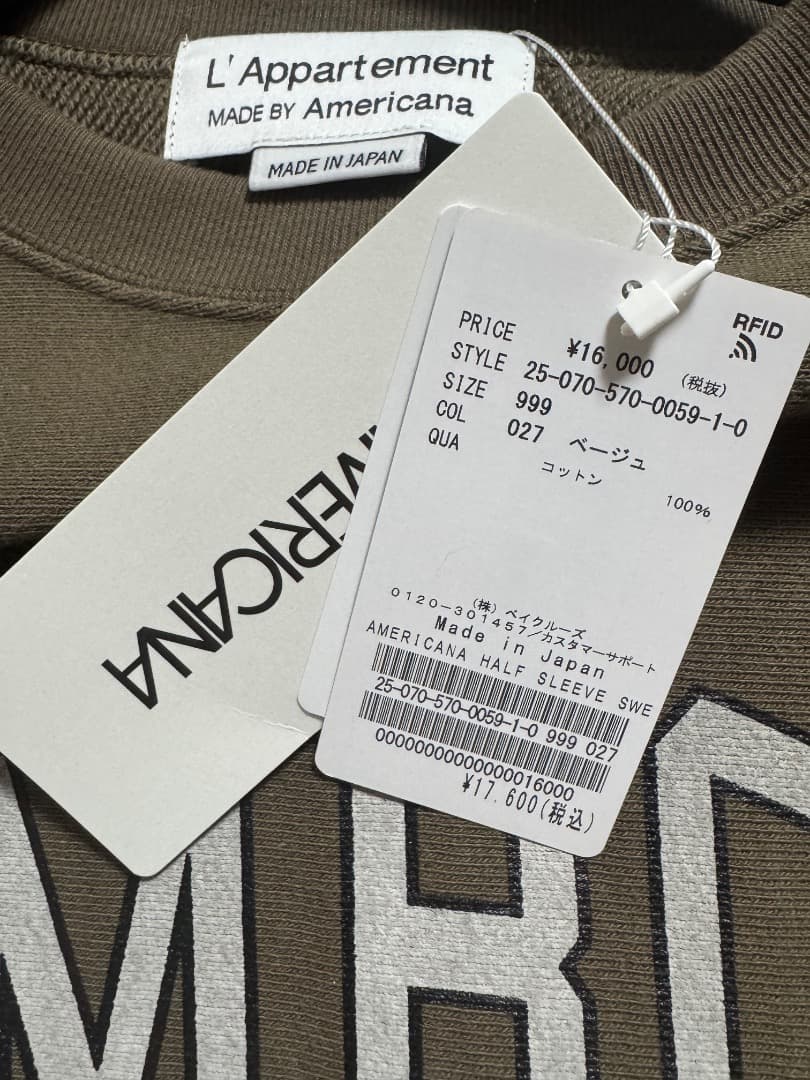 L'Appartement
MADE BY Americana
MADE IN JAPAN
RFID
PRICE ¥16,000 (税抜)
STYLE 25-070-570-0059-1-0
SIZE 999
COL 027 ベージュ
QUA コットン 100%
(株)ベイクルーズ
0120-301457/カスタマーサポート
Made in Japan
AMERICANA HALF SLEEVE SWE
25-070-570-0059-1-0 999 027
00000000000000016000
¥17,600(税込)
AMERICANA